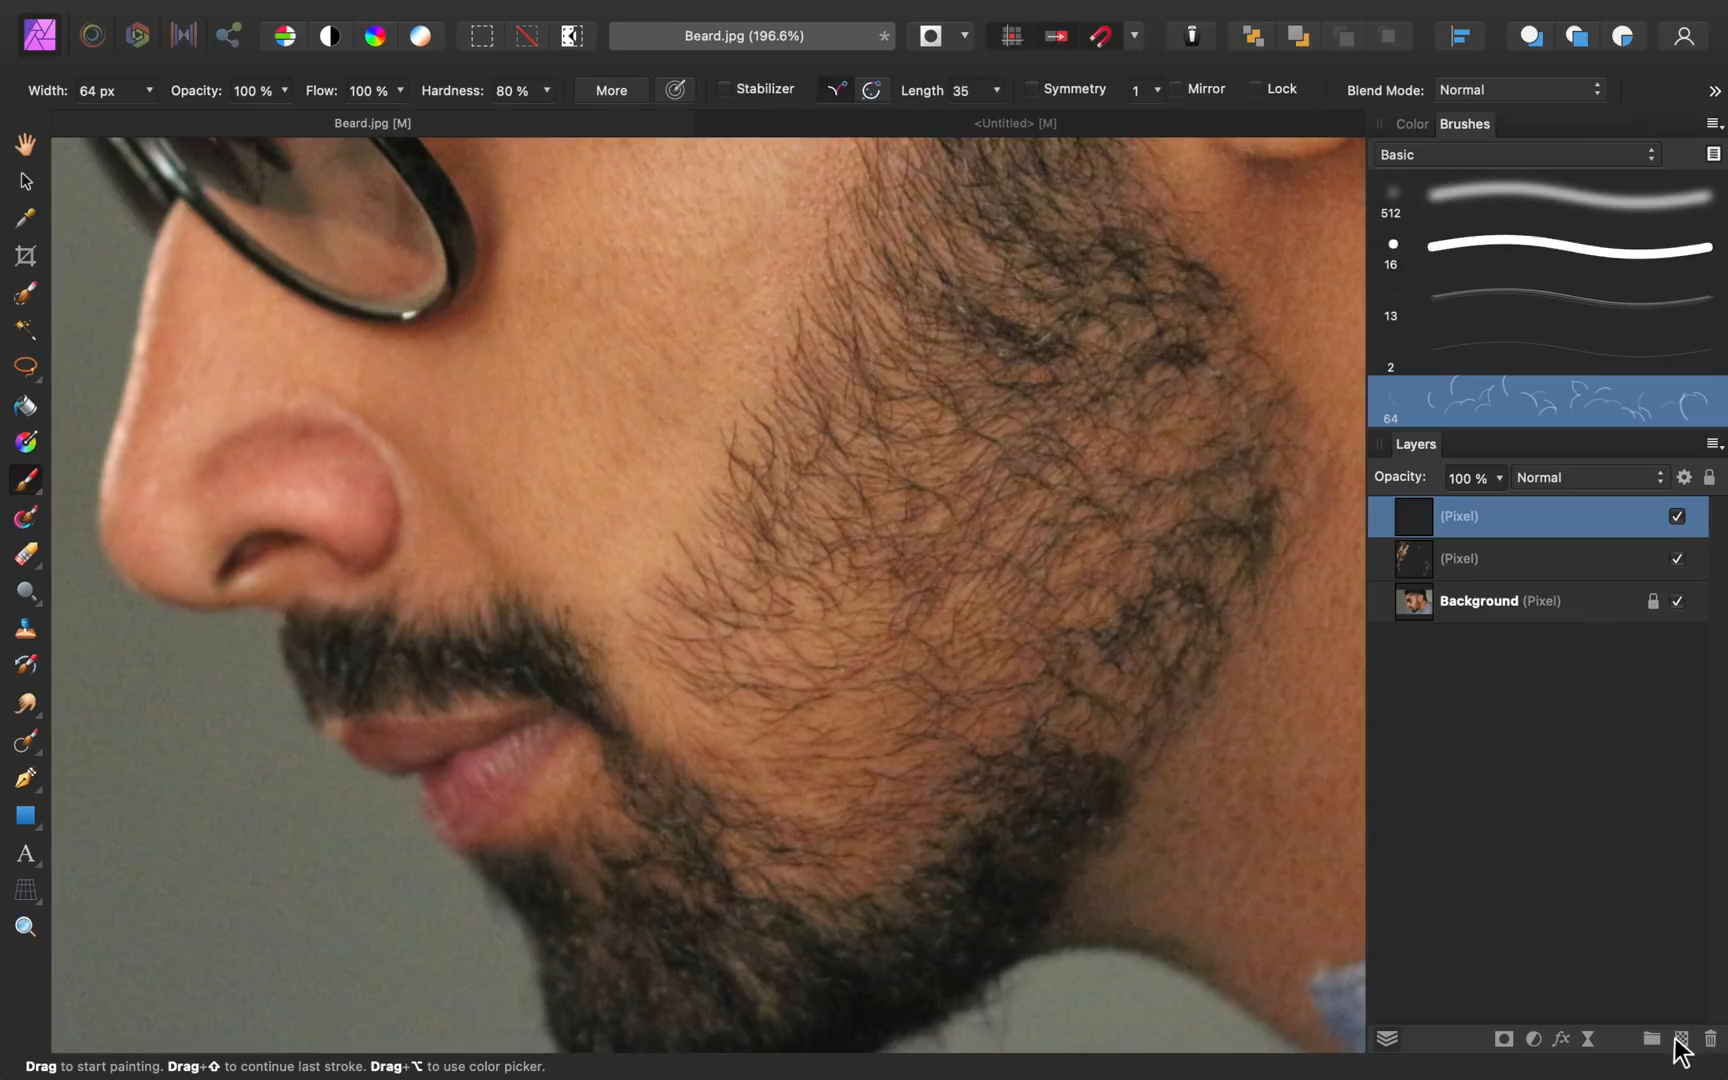 Beard.jpg (196.6%)
*
Width: 64 px Opacity: 100 % Flow: 100 % Hardness: 80 % More Stabilizer Length 35 Symmetry 1 Mirror Lock Blend Mode: Normal
Beard.jpg [M]
<Untitled> [M]
Color Brushes
Basic
512
16
13
2
64
Layers
Opacity: 100 % Normal
(Pixel)
(Pixel)
Background (Pixel)
A
Drag to start painting. Drag+⇧ to continue last stroke. Drag+⌥ to use color picker.